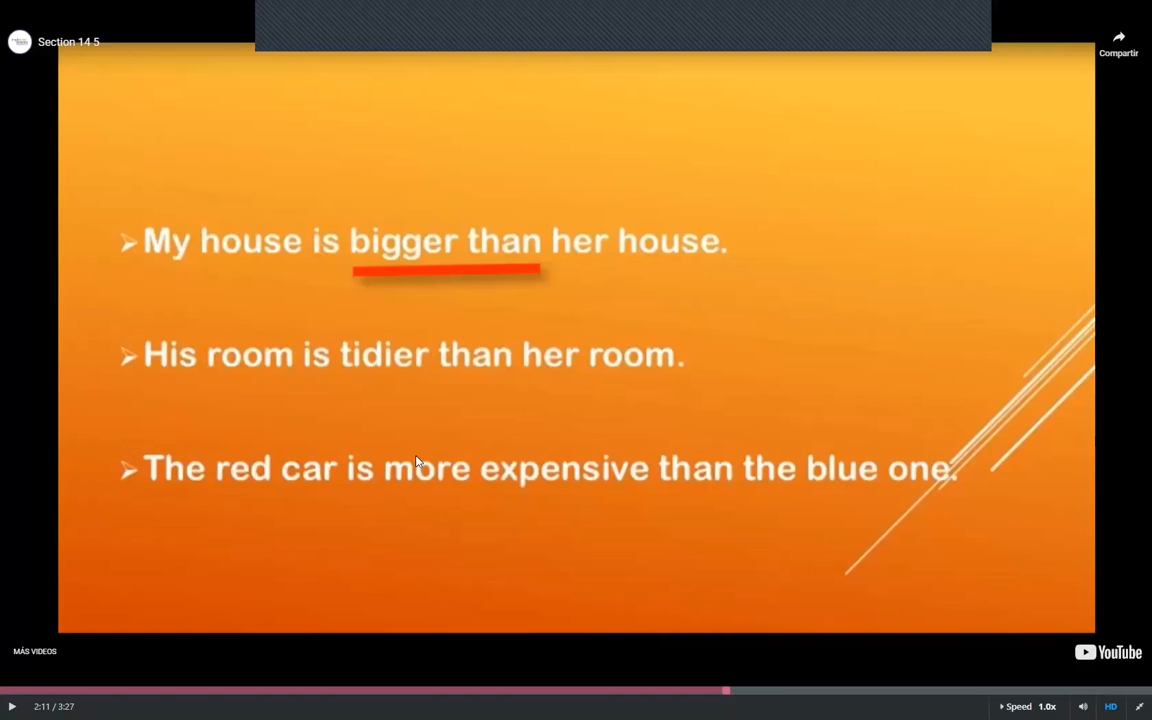 Section 14 5
Compartir
My house is bigger than her house.
His room is tidier than her room.
The red car is more expensive than the blue one.
MÁS VIDEOS
YouTube
2:11 / 3:27
Speed 1.0x
HD